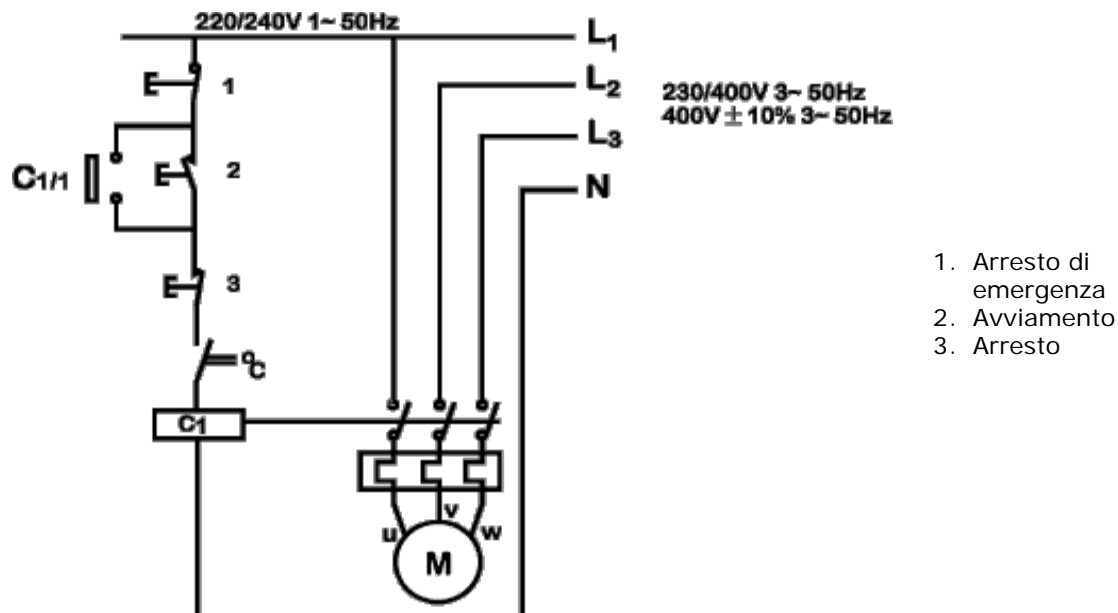 220/240V 1~ 50Hz
L1
L2
230/400V 3~ 50Hz
400V ± 10% 3~ 50Hz
L3
N
1
C1/1
2
3
°C
C1
u
v
w
M
1. Arresto di
emergenza
2. Avviamento
3. Arresto